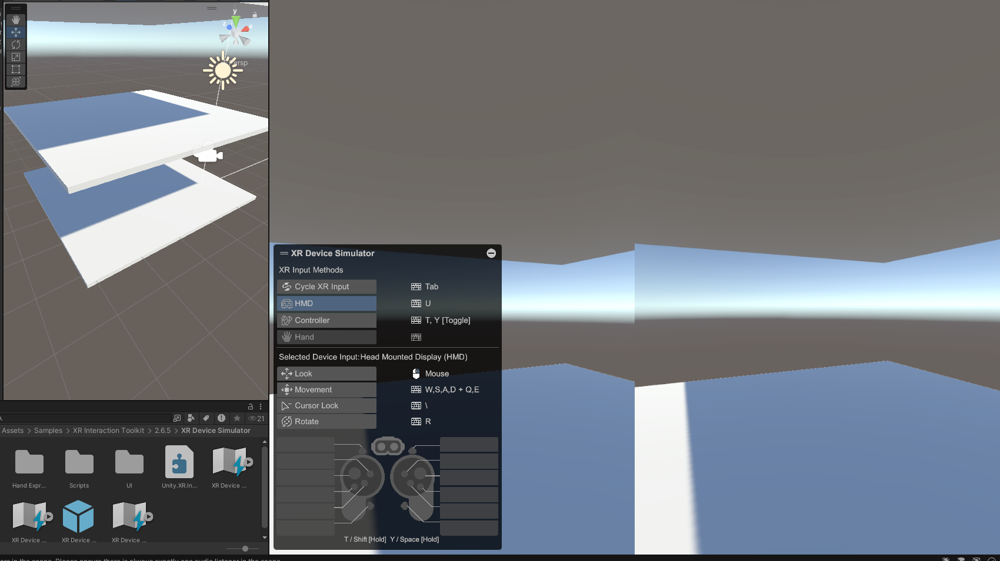 y
z
x
Persp
XR Device Simulator
XR Input Methods
Cycle XR Input Tab
HMD U
Controller T, Y [Toggle]
Hand
Selected Device Input: Head Mounted Display (HMD)
Look Mouse
Movement W,S,A,D + Q,E
Cursor Lock \
Rotate R
T / Shift [Hold] Y / Space [Hold]
21
Assets > Samples > XR Interaction Toolkit > 2.6.5 > XR Device Simulator
Hand Expr... Scripts UI Unity.XR.In... XR Device ...
XR Device ... XR Device ... XR Device ...
in the scene. Please ensure there is always exactly one audio listener in the scene.